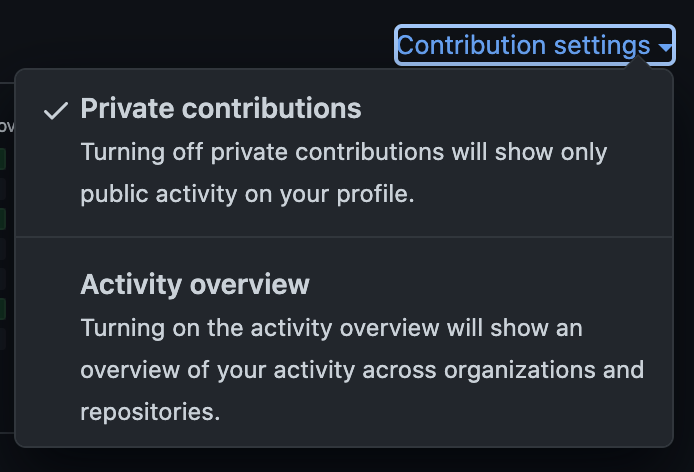 Contribution settings
Private contributions
Turning off private contributions will show only
public activity on your profile.
Activity overview
Turning on the activity overview will show an
overview of your activity across organizations and
repositories.